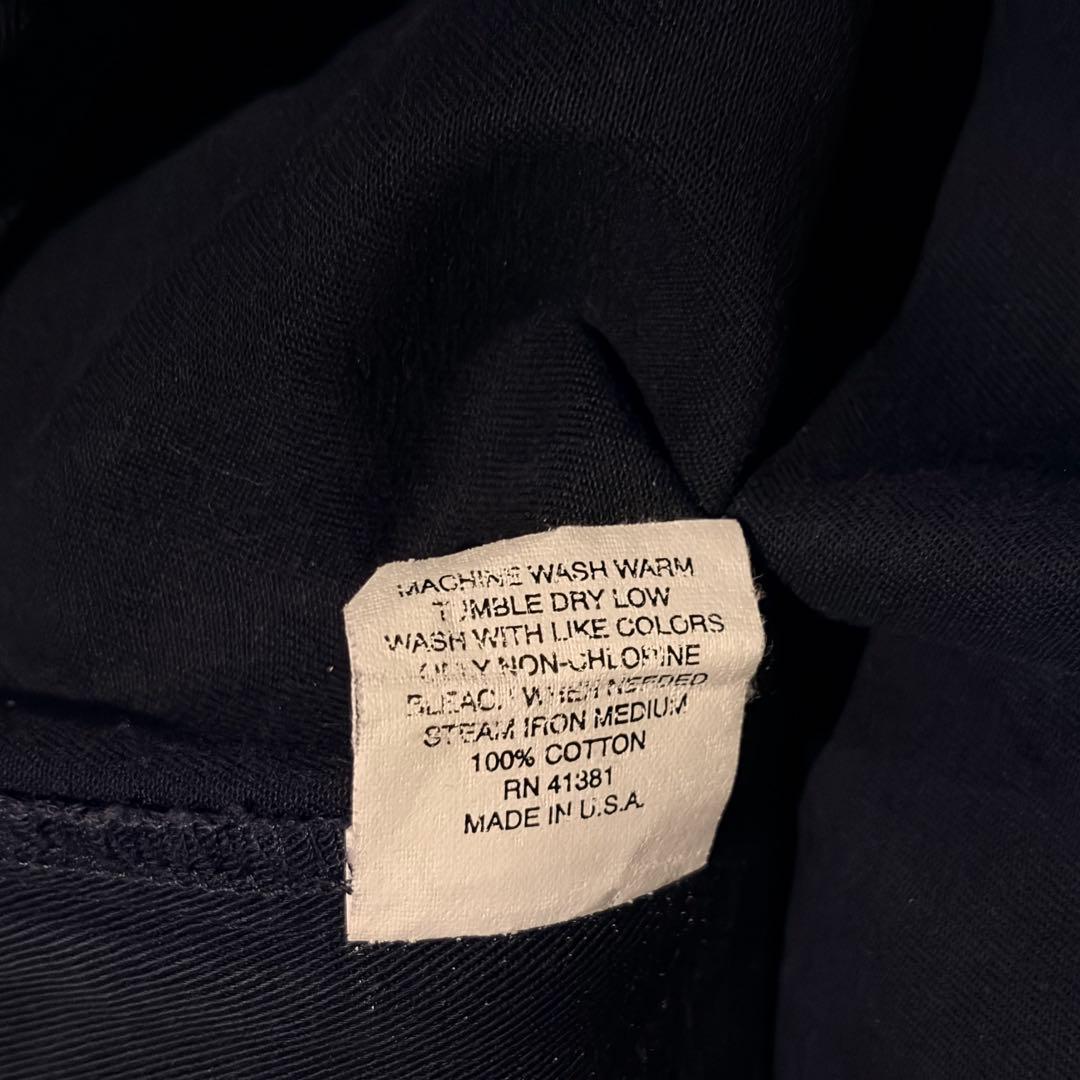 MACHINE WASH WARM
TUMBLE DRY LOW
WASH WITH LIKE COLORS
ONLY NON-CHLORINE
BLEACH WHEN NEEDED
STEAM IRON MEDIUM
100% COTTON
RN 41381
MADE IN U.S.A.